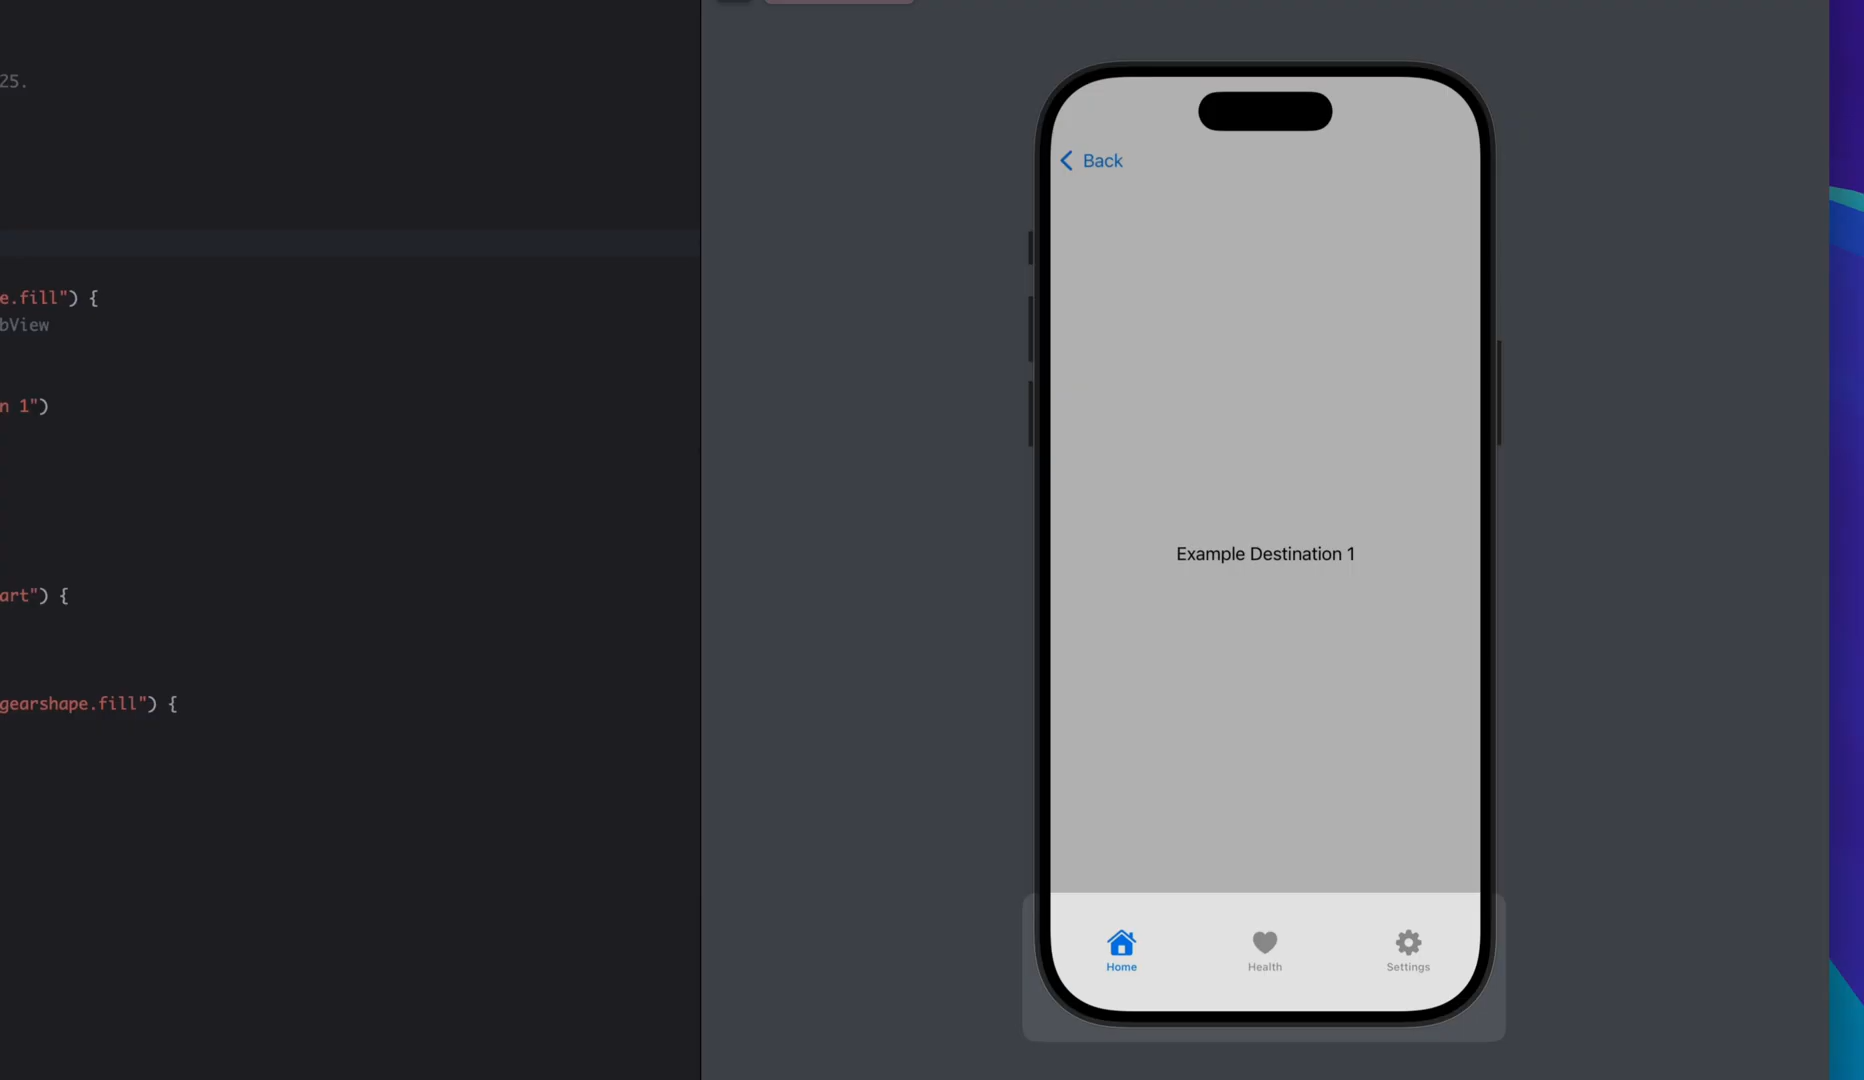 25.
e.fill") {
bView
n 1")
art") {
gearshape.fill") {
Back
Example Destination 1
Home
Health
Settings